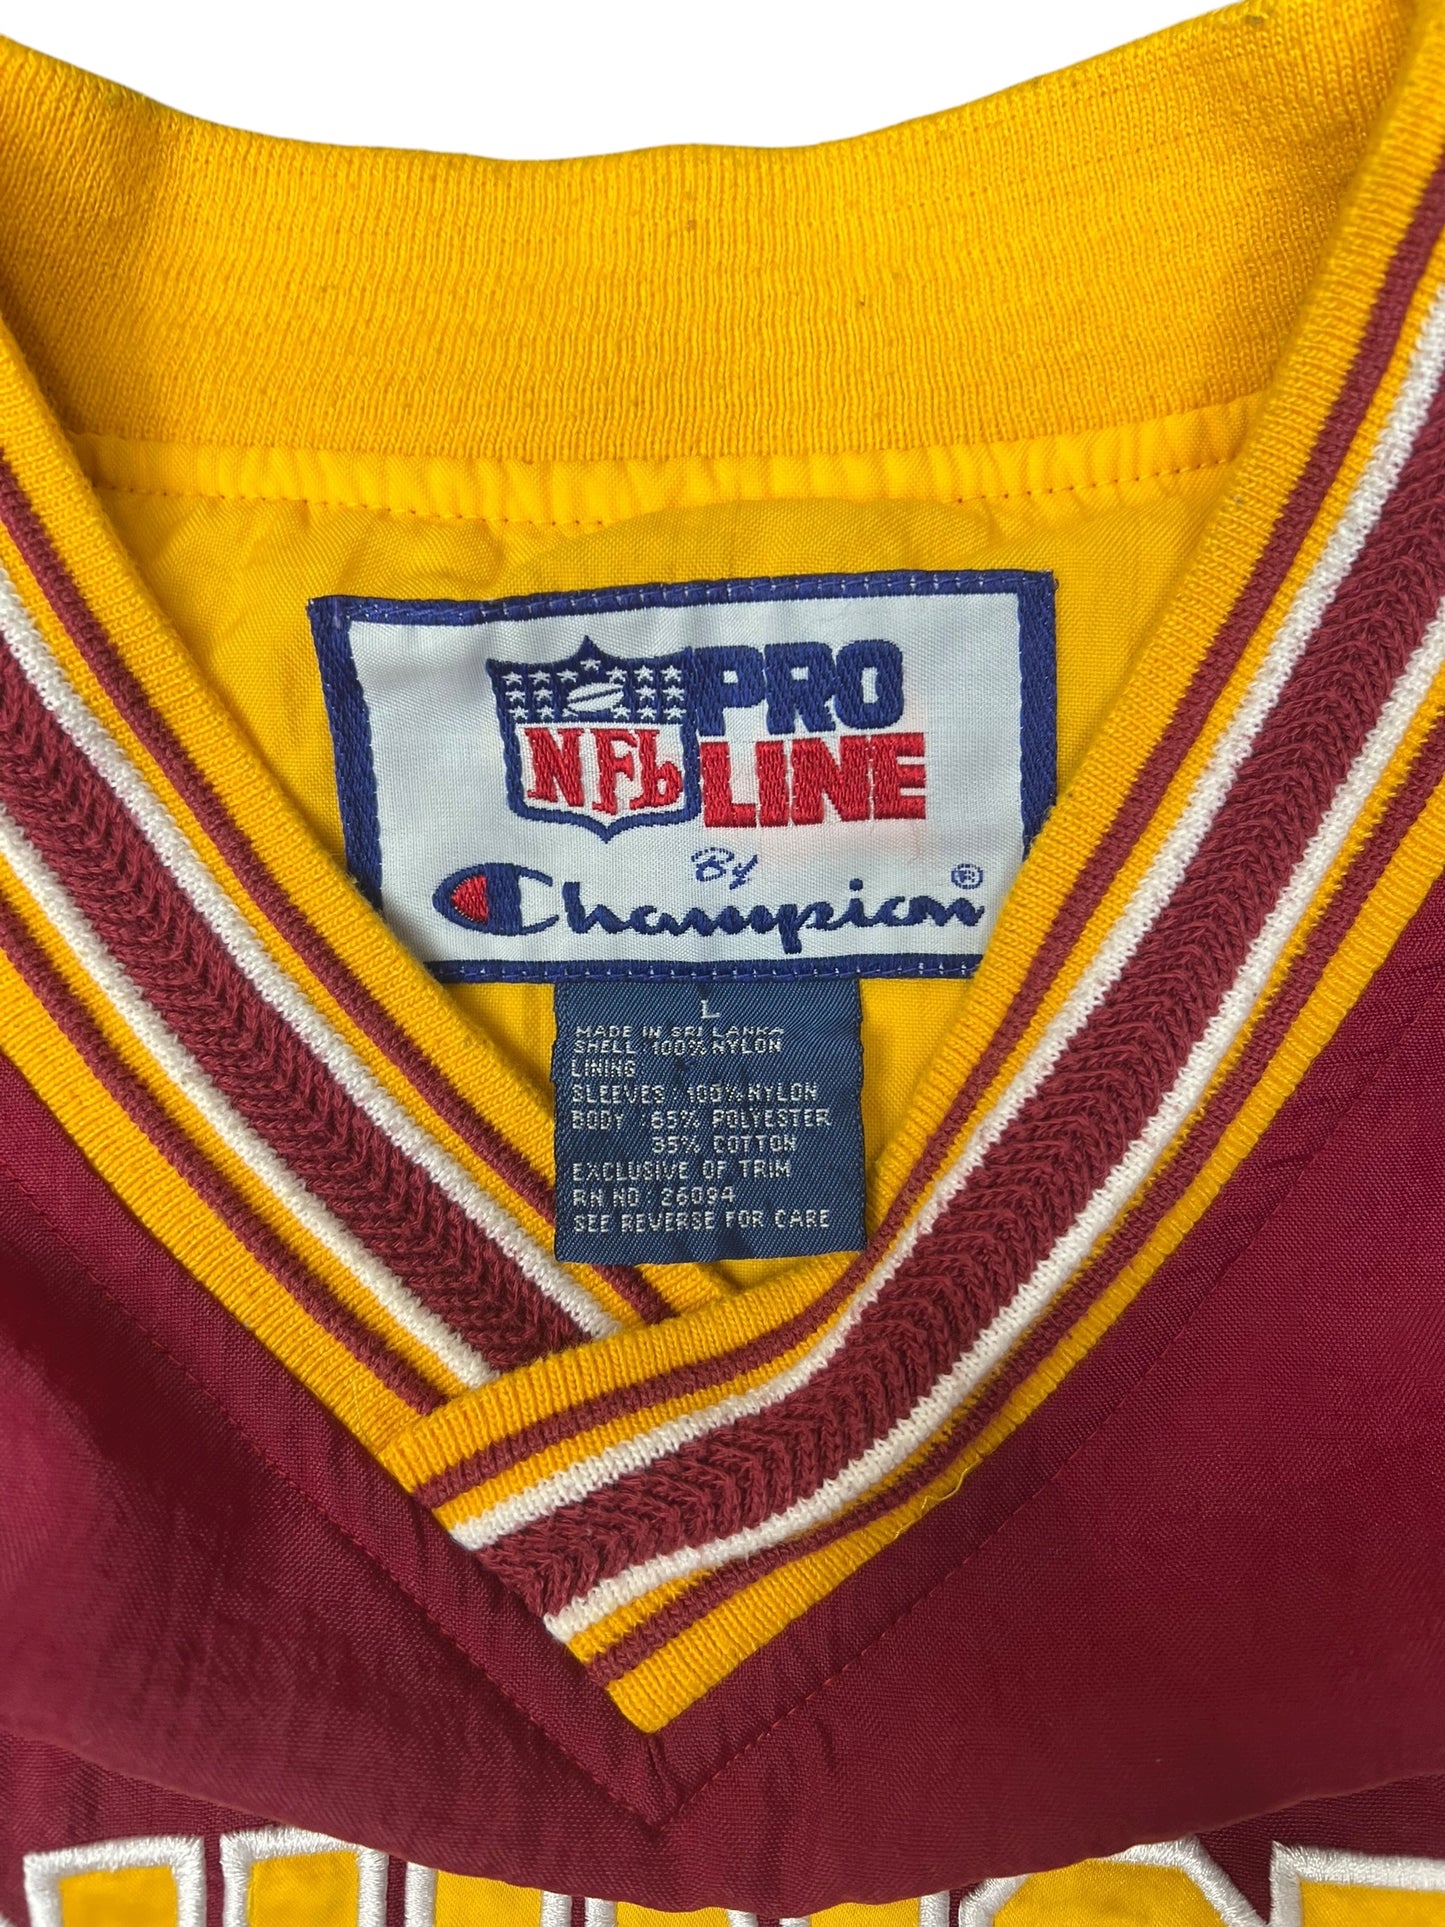 NFL PRO
LINE
By
Champion ®
L
MADE IN SRI LANKA
SHELL 100% NYLON
LINING
SLEEVES 100% NYLON
BODY 65% POLYESTER
35% COTTON
EXCLUSIVE OF TRIM
RN NO 26094
SEE REVERSE FOR CARE